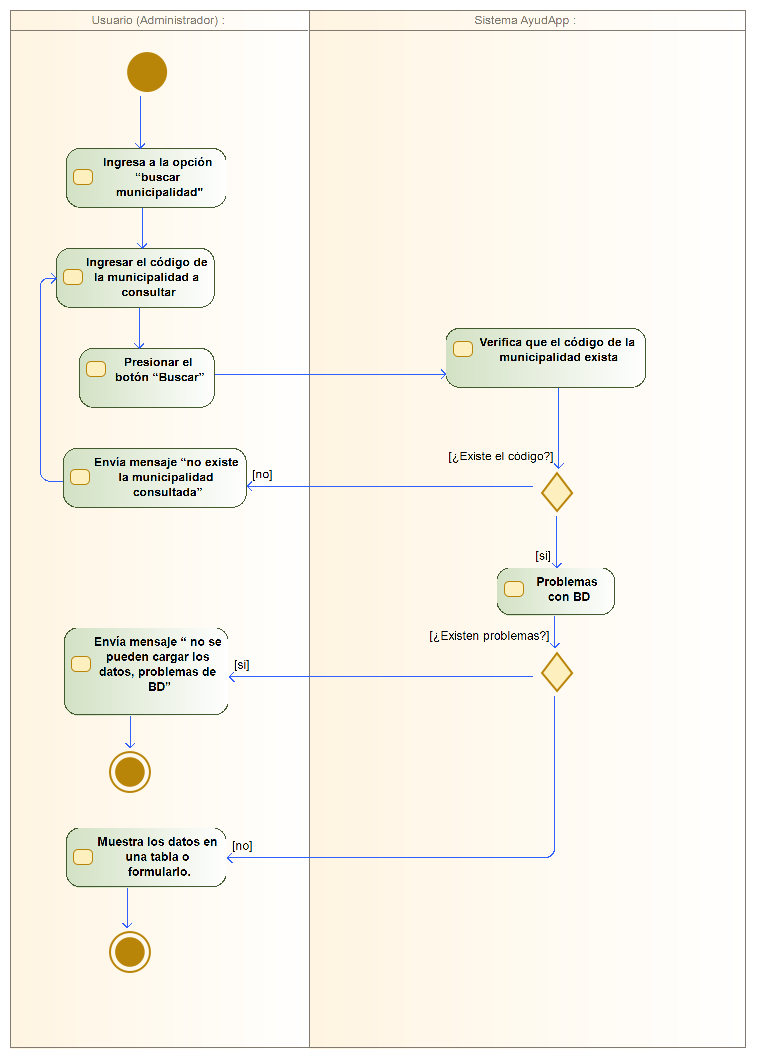 Usuario (Administrador) :
Sistema AyudApp :
Ingresa a la opción
“buscar
municipalidad"
Ingresar el código de
la municipalidad a
consultar
Presionar el
botón “Buscar”
Verifica que el código de la
municipalidad exista
[¿Existe el código?]
Envía mensaje “no existe
la municipalidad
consultada”
[no]
[si]
Problemas
con BD
[¿Existen problemas?]
Envía mensaje “ no se
pueden cargar los
datos, problemas de
BD”
[si]
Muestra los datos en
una tabla o
formulario.
[no]